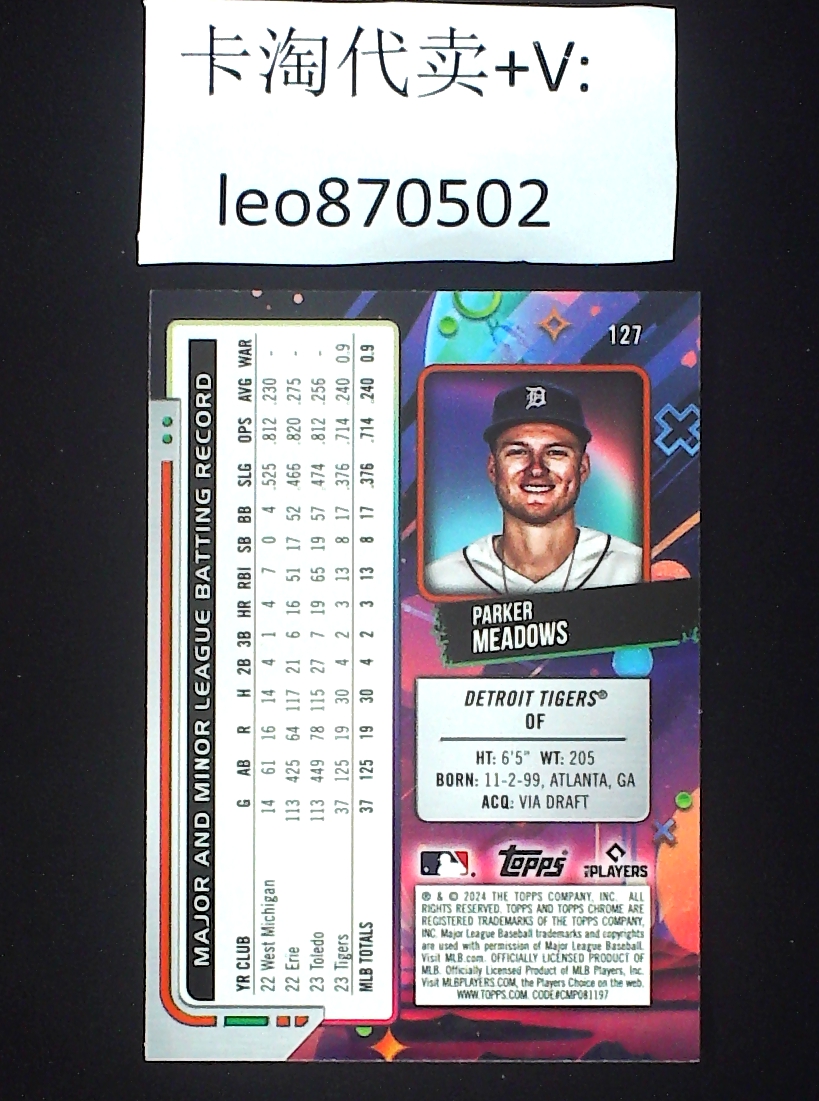 卡淘代卖+V:
leo870502
127
MAJOR AND MINOR LEAGUE BATTING RECORD
YR CLUB G AB R H 2B 3B HR RBI SB BB SLG OPS AVG WAR
22 West Michigan 14 61 16 14 4 1 4 7 0 4 .525 .812 .230 -
22 Erie 113 425 64 117 21 6 16 51 17 52 .466 .820 .275 -
23 Toledo 113 449 78 115 27 7 19 65 19 57 .474 .812 .256 -
23 Tigers 37 125 19 30 4 2 3 13 8 17 .376 .714 .240 0.9
MLB TOTALS 37 125 19 30 4 2 3 13 8 17 .376 .714 .240 0.9
D
PARKER
MEADOWS
DETROIT TIGERS®
OF
HT: 6'5" WT: 205
BORN: 11-2-99, ATLANTA, GA
ACQ: VIA DRAFT
Topps
PLAYERS
® & © 2024 THE TOPPS COMPANY, INC. ALL
RIGHTS RESERVED. TOPPS AND TOPPS CHROME ARE
REGISTERED TRADEMARKS OF THE TOPPS COMPANY,
INC. Major League Baseball trademarks and copyrights
are used with permission of Major League Baseball.
Visit MLB.com. OFFICIALLY LICENSED PRODUCT OF
MLB. Officially Licensed Product of MLB Players, Inc.
Visit MLBPLAYERS.COM, the Players Choice on the web.
WWW.TOPPS.COM. CODE#CMP081197